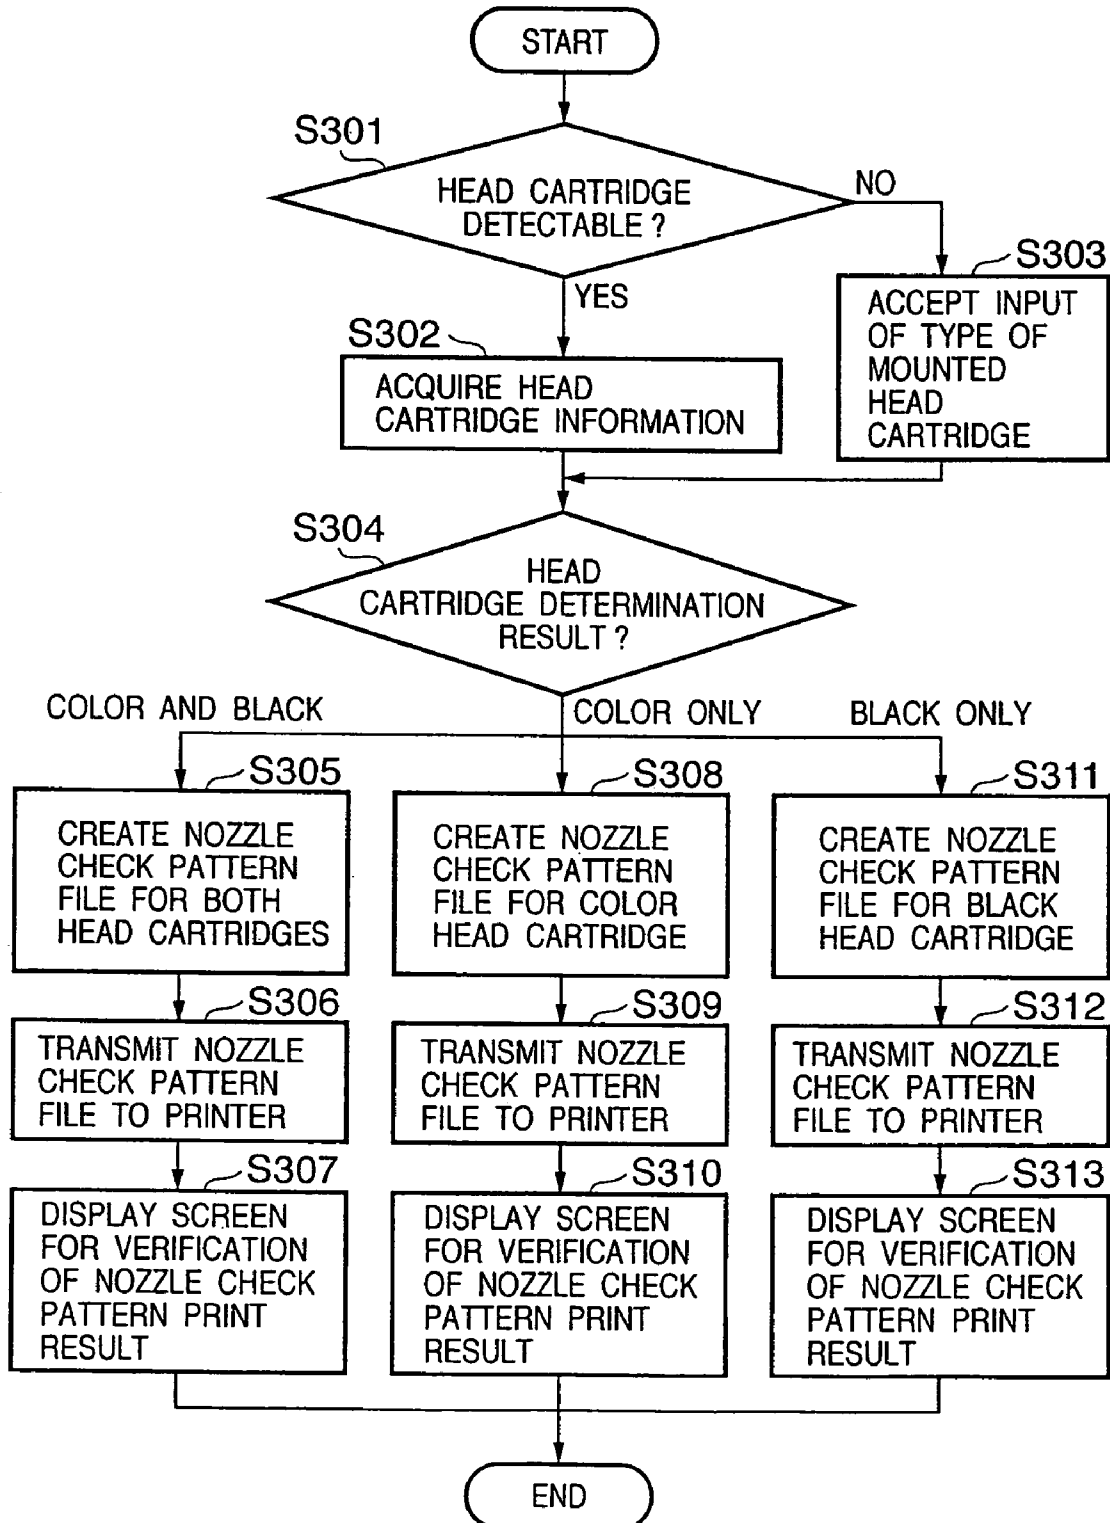 START
S301
HEAD CARTRIDGE
DETECTABLE ?
NO
YES
S303
ACCEPT INPUT
OF TYPE OF
MOUNTED
HEAD
CARTRIDGE
S302
ACQUIRE HEAD
CARTRIDGE INFORMATION
S304
HEAD
CARTRIDGE DETERMINATION
RESULT ?
COLOR AND BLACK
COLOR ONLY
BLACK ONLY
S305
CREATE NOZZLE
CHECK PATTERN
FILE FOR BOTH
HEAD CARTRIDGES
S308
CREATE NOZZLE
CHECK PATTERN
FILE FOR COLOR
HEAD CARTRIDGE
S311
CREATE NOZZLE
CHECK PATTERN
FILE FOR BLACK
HEAD CARTRIDGE
S306
TRANSMIT NOZZLE
CHECK PATTERN
FILE TO PRINTER
S309
TRANSMIT NOZZLE
CHECK PATTERN
FILE TO PRINTER
S312
TRANSMIT NOZZLE
CHECK PATTERN
FILE TO PRINTER
S307
DISPLAY SCREEN
FOR VERIFICATION
OF NOZZLE CHECK
PATTERN PRINT
RESULT
S310
DISPLAY SCREEN
FOR VERIFICATION
OF NOZZLE CHECK
PATTERN PRINT
RESULT
S313
DISPLAY SCREEN
FOR VERIFICATION
OF NOZZLE CHECK
PATTERN PRINT
RESULT
END